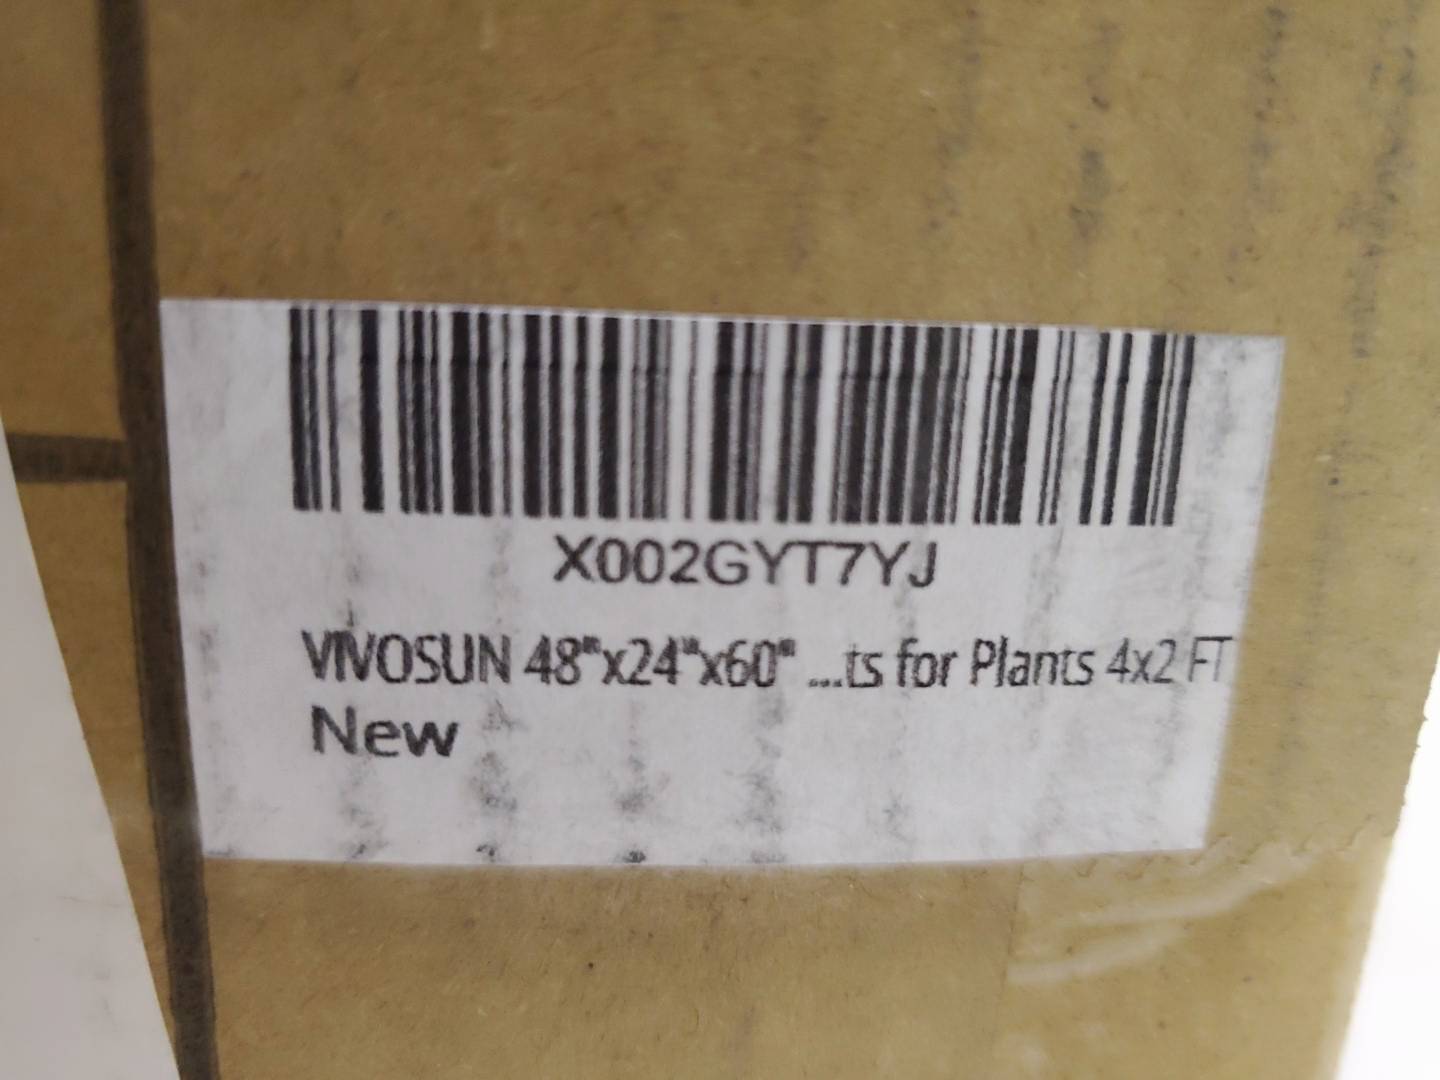 X002GYT7YJ
VIVOSUN 48"x24"x60" ...ts for Plants 4x2 FT
New